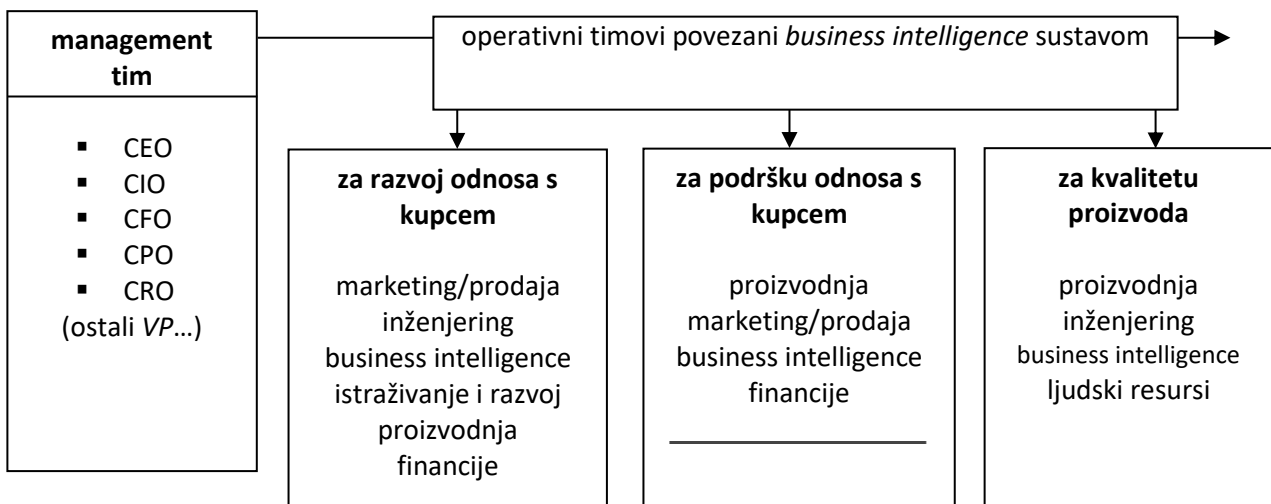 management
tim
▪ CEO
▪ CIO
▪ CFO
▪ CPO
▪ CRO
(ostali VP...)
operativni timovi povezani business intelligence sustavom
za razvoj odnosa s
kupcem
marketing/prodaja
inženjering
business intelligence
istraživanje i razvoj
proizvodnja
financije
za podršku odnosa s
kupcem
proizvodnja
marketing/prodaja
business intelligence
financije
za kvalitetu
proizvoda
proizvodnja
inženjering
business intelligence
ljudski resursi